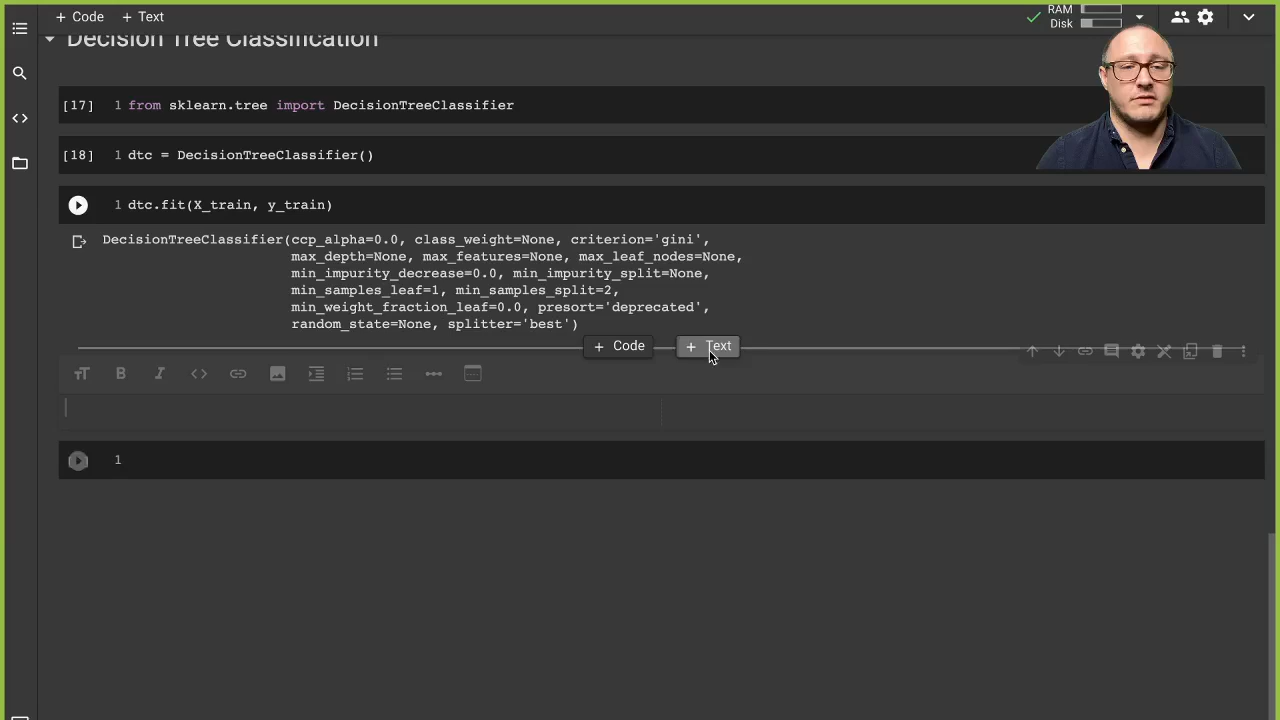 + Code + Text
RAM
Disk
Decision Tree Classification
[17] 1 from sklearn.tree import DecisionTreeClassifier
[18] 1 dtc = DecisionTreeClassifier()
1 dtc.fit(X_train, y_train)
DecisionTreeClassifier(ccp_alpha=0.0, class_weight=None, criterion='gini',
max_depth=None, max_features=None, max_leaf_nodes=None,
min_impurity_decrease=0.0, min_impurity_split=None,
min_samples_leaf=1, min_samples_split=2,
min_weight_fraction_leaf=0.0, presort='deprecated',
random_state=None, splitter='best')
+ Code + Text
1